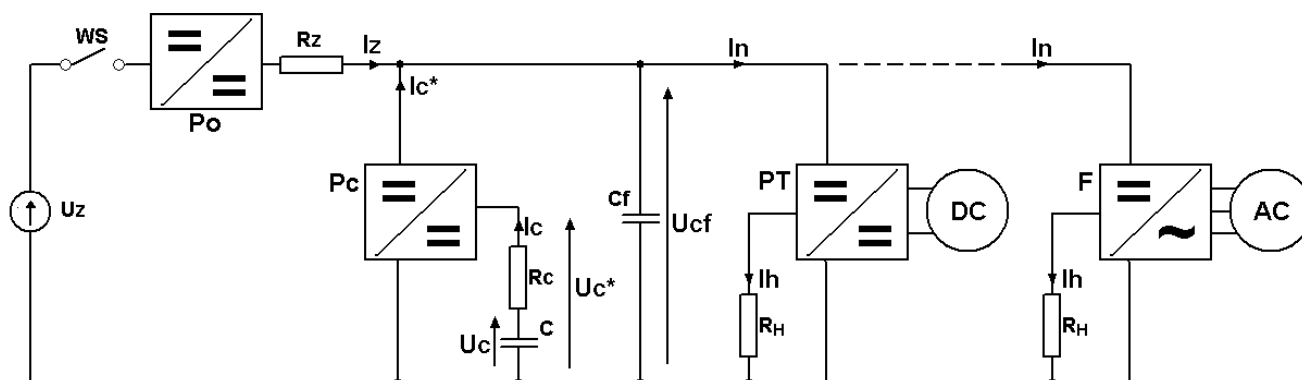 WS
Po
Rz
Iz
Ic*
In
In
Uz
Pc
Ic
Rc
Uc
C
Uc*
Cf
Ucf
PT
DC
Ih
RH
F
AC
Ih
RH